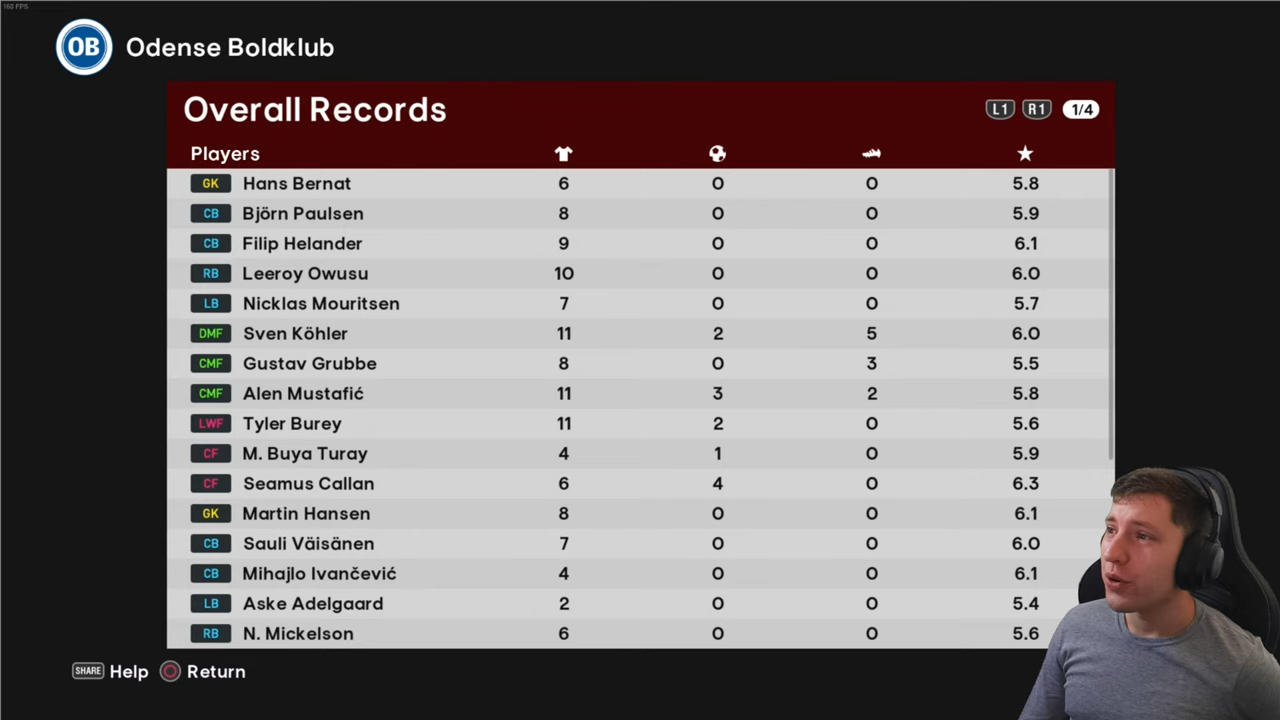 160 FPS
OB Odense Boldklub
Overall Records L1 R1 1/4
Players
GK Hans Bernat 6 0 0 5.8
CB Björn Paulsen 8 0 0 5.9
CB Filip Helander 9 0 0 6.1
RB Leeroy Owusu 10 0 0 6.0
LB Nicklas Mouritsen 7 0 0 5.7
DMF Sven Köhler 11 2 5 6.0
CMF Gustav Grubbe 8 0 3 5.5
CMF Alen Mustafić 11 3 2 5.8
LWF Tyler Burey 11 2 0 5.6
CF M. Buya Turay 4 1 0 5.9
CF Seamus Callan 6 4 0 6.3
GK Martin Hansen 8 0 0 6.1
CB Sauli Väisänen 7 0 0 6.0
CB Mihajlo Ivančević 4 0 0 6.1
LB Aske Adelgaard 2 0 0 5.4
RB N. Mickelson 6 0 0 5.6
SHARE Help Return